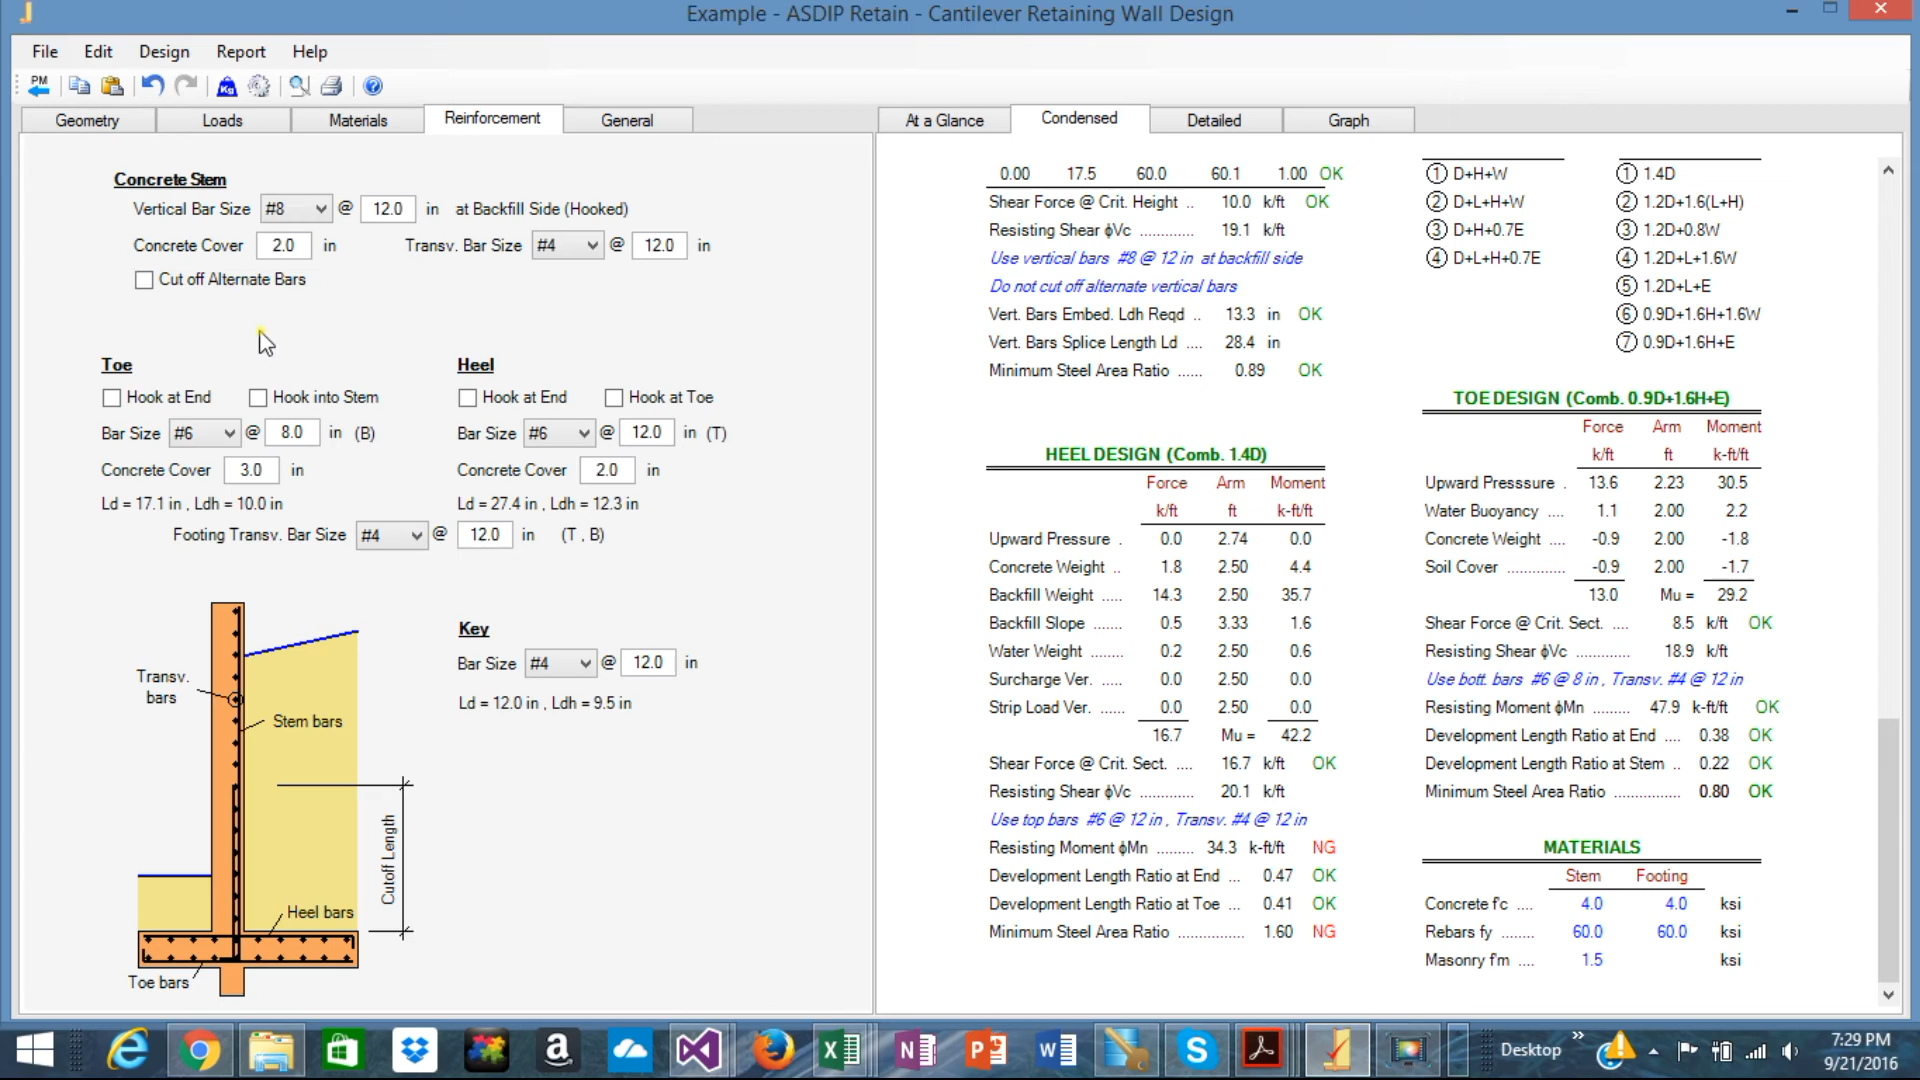 Example - ASDIP Retain - Cantilever Retaining Wall Design
File Edit Design Report Help
PM Kg
Geometry Loads Materials Reinforcement General
At a Glance Condensed Detailed Graph
Concrete Stem
Vertical Bar Size #8 @ 12.0 in at Backfill Side (Hooked)
Concrete Cover 2.0 in Transv. Bar Size #4 @ 12.0 in
Cut off Alternate Bars
Toe
Hook at End Hook into Stem
Bar Size #6 @ 8.0 in (B)
Concrete Cover 3.0 in
Ld = 17.1 in , Ldh = 10.0 in
Heel
Hook at End Hook at Toe
Bar Size #6 @ 12.0 in (T)
Concrete Cover 2.0 in
Ld = 27.4 in , Ldh = 12.3 in
Footing Transv. Bar Size #4 @ 12.0 in (T , B)
Key
Bar Size #4 @ 12.0 in
Ld = 12.0 in , Ldh = 9.5 in
Transv.
bars
Stem bars
Cutoff Length
Heel bars
Toe bars
0.00 17.5 60.0 60.1 1.00 OK
Shear Force @ Crit. Height .. 10.0 k/ft OK
Resisting Shear ϕVc ............ 19.1 k/ft
Use vertical bars #8 @ 12 in at backfill side
Do not cut off alternate vertical bars
Vert. Bars Embed. Ldh Reqd .. 13.3 in OK
Vert. Bars Splice Length Ld .... 28.4 in
Minimum Steel Area Ratio ...... 0.89 OK
HEEL DESIGN (Comb. 1.4D)
Force Arm Moment
k/ft ft k-ft/ft
Upward Pressure . 0.0 2.74 0.0
Concrete Weight .. 1.8 2.50 4.4
Backfill Weight ..... 14.3 2.50 35.7
Backfill Slope ....... 0.5 3.33 1.6
Water Weight ........ 0.2 2.50 0.6
Surcharge Ver. ..... 0.0 2.50 0.0
Strip Load Ver. ...... 0.0 2.50 0.0
16.7 Mu = 42.2
Shear Force @ Crit. Sect. .... 16.7 k/ft OK
Resisting Shear ϕVc ............ 20.1 k/ft
Use top bars #6 @ 12 in , Transv. #4 @ 12 in
Resisting Moment ϕMn ......... 34.3 k-ft/ft NG
Development Length Ratio at End ... 0.47 OK
Development Length Ratio at Toe ... 0.41 OK
Minimum Steel Area Ratio ................ 1.60 NG
① D+H+W
② D+L+H+W
③ D+H+0.7E
④ D+L+H+0.7E
① 1.4D
② 1.2D+1.6(L+H)
③ 1.2D+0.8W
④ 1.2D+L+1.6W
⑤ 1.2D+L+E
⑥ 0.9D+1.6H+1.6W
⑦ 0.9D+1.6H+E
TOE DESIGN (Comb. 0.9D+1.6H+E)
Force Arm Moment
k/ft ft k-ft/ft
Upward Presssure . 13.6 2.23 30.5
Water Buoyancy .... 1.1 2.00 2.2
Concrete Weight .... -0.9 2.00 -1.8
Soil Cover ............. -0.9 2.00 -1.7
13.0 Mu = 29.2
Shear Force @ Crit. Sect. .... 8.5 k/ft OK
Resisting Shear ϕVc ............ 18.9 k/ft
Use bott. bars #6 @ 8 in , Transv. #4 @ 12 in
Resisting Moment ϕMn ......... 47.9 k-ft/ft OK
Development Length Ratio at End .... 0.38 OK
Development Length Ratio at Stem .. 0.22 OK
Minimum Steel Area Ratio ................ 0.80 OK
MATERIALS
Stem Footing
Concrete f'c .... 4.0 4.0 ksi
Rebars fy ........ 60.0 60.0 ksi
Masonry f'm .... 1.5 ksi
Desktop
7:29 PM
9/21/2016